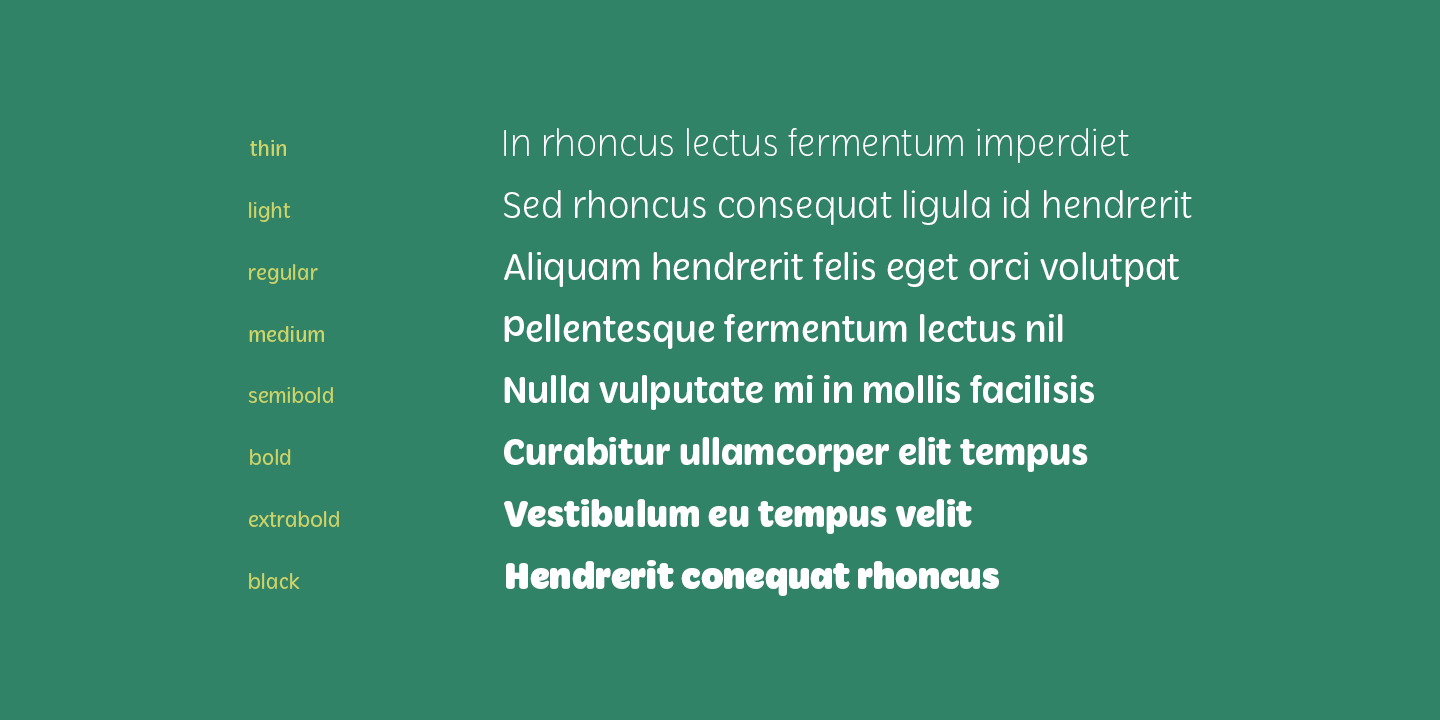 thin In rhoncus lectus fermentum imperdiet
light Sed rhoncus consequat ligula id hendrerit
regular Aliquam hendrerit felis eget orci volutpat
medium pellentesque fermentum lectus nil
semibold Nulla vulputate mi in mollis facilisis
bold Curabitur ullamcorper elit tempus
extrabold Vestibulum eu tempus velit
black Hendrerit conequat rhoncus